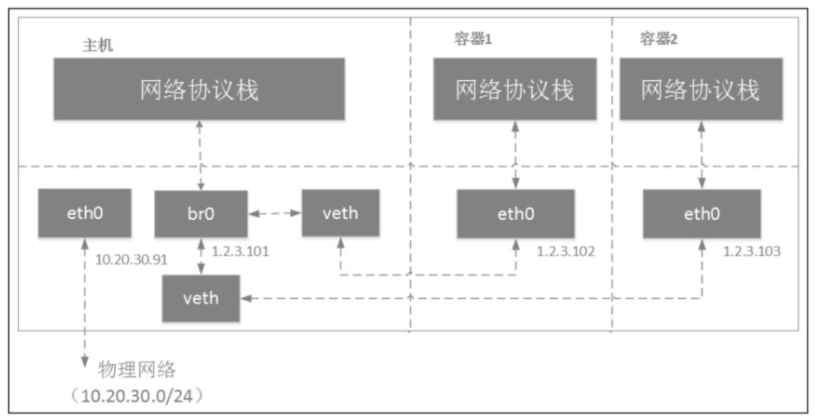 主机
容器1
容器2
网络协议栈
网络协议栈
网络协议栈
eth0
br0
veth
eth0
eth0
10.20.30.91
1.2.3.101
1.2.3.102
1.2.3.103
veth
物理网络
（10.20.30.0/24）